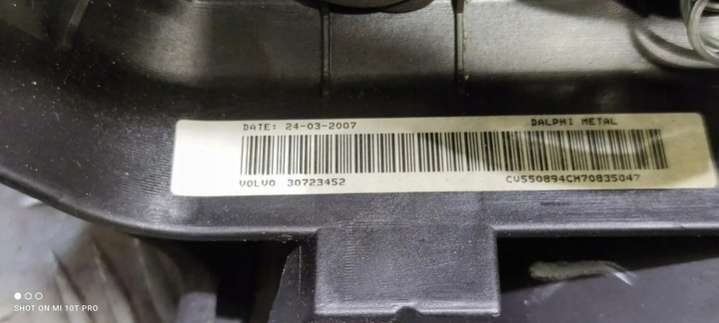 DATE: 24-03-2007 DALPHI METAL
VOLVO 30723452 CV550894CH70835047
SHOT ON MI 10T PRO